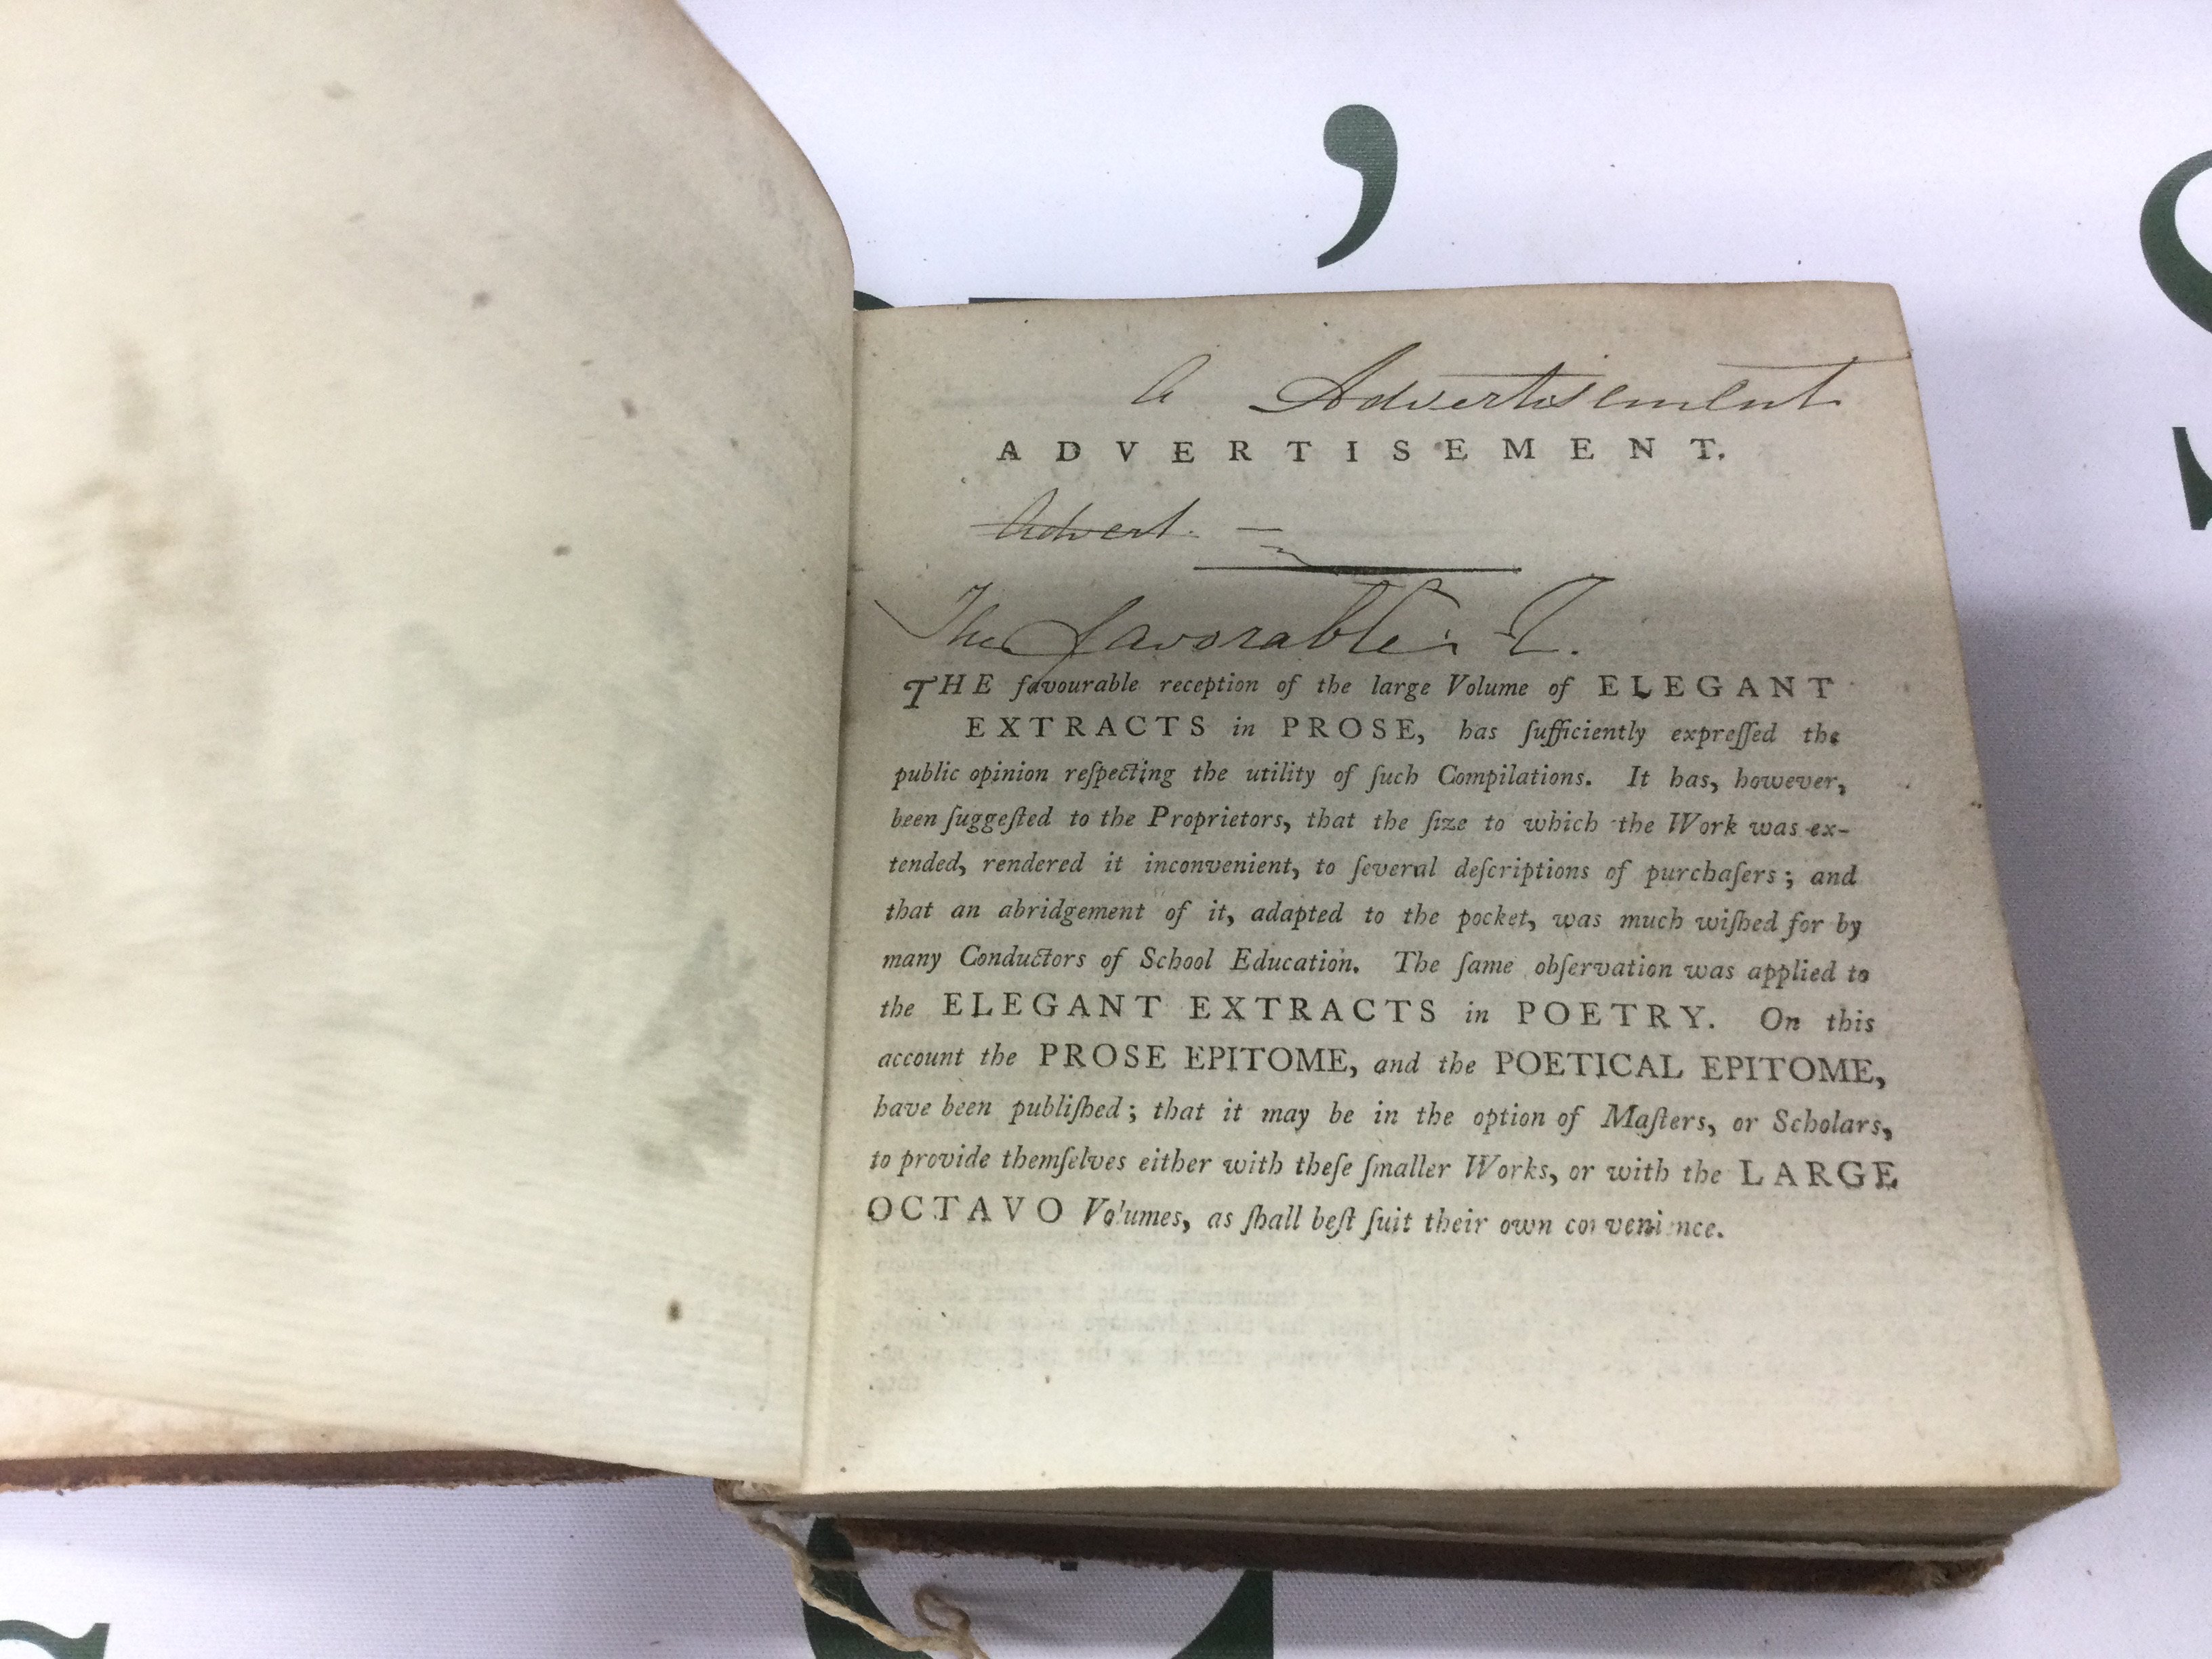 a Advertisement
ADVERTISEMENT.
Advert. —
The favorable
THE favourable reception of the large Volume of ELEGANT
EXTRACTS in PROSE, has ſufficiently expreſſed the
public opinion reſpecting the utility of ſuch Compilations. It has, however,
been ſuggeſted to the Proprietors, that the ſize to which the Work was ex-
tended, rendered it inconvenient, to ſeveral deſcriptions of purchaſers; and
that an abridgement of it, adapted to the pocket, was much wiſhed for by
many Conductors of School Education. The ſame obſervation was applied to
the ELEGANT EXTRACTS in POETRY. On this
account the PROSE EPITOME, and the POETICAL EPITOME,
have been publiſhed; that it may be in the option of Maſters, or Scholars,
to provide themſelves either with theſe ſmaller Works, or with the LARGE
OCTAVO Volumes, as ſhall beſt ſuit their own convenience.